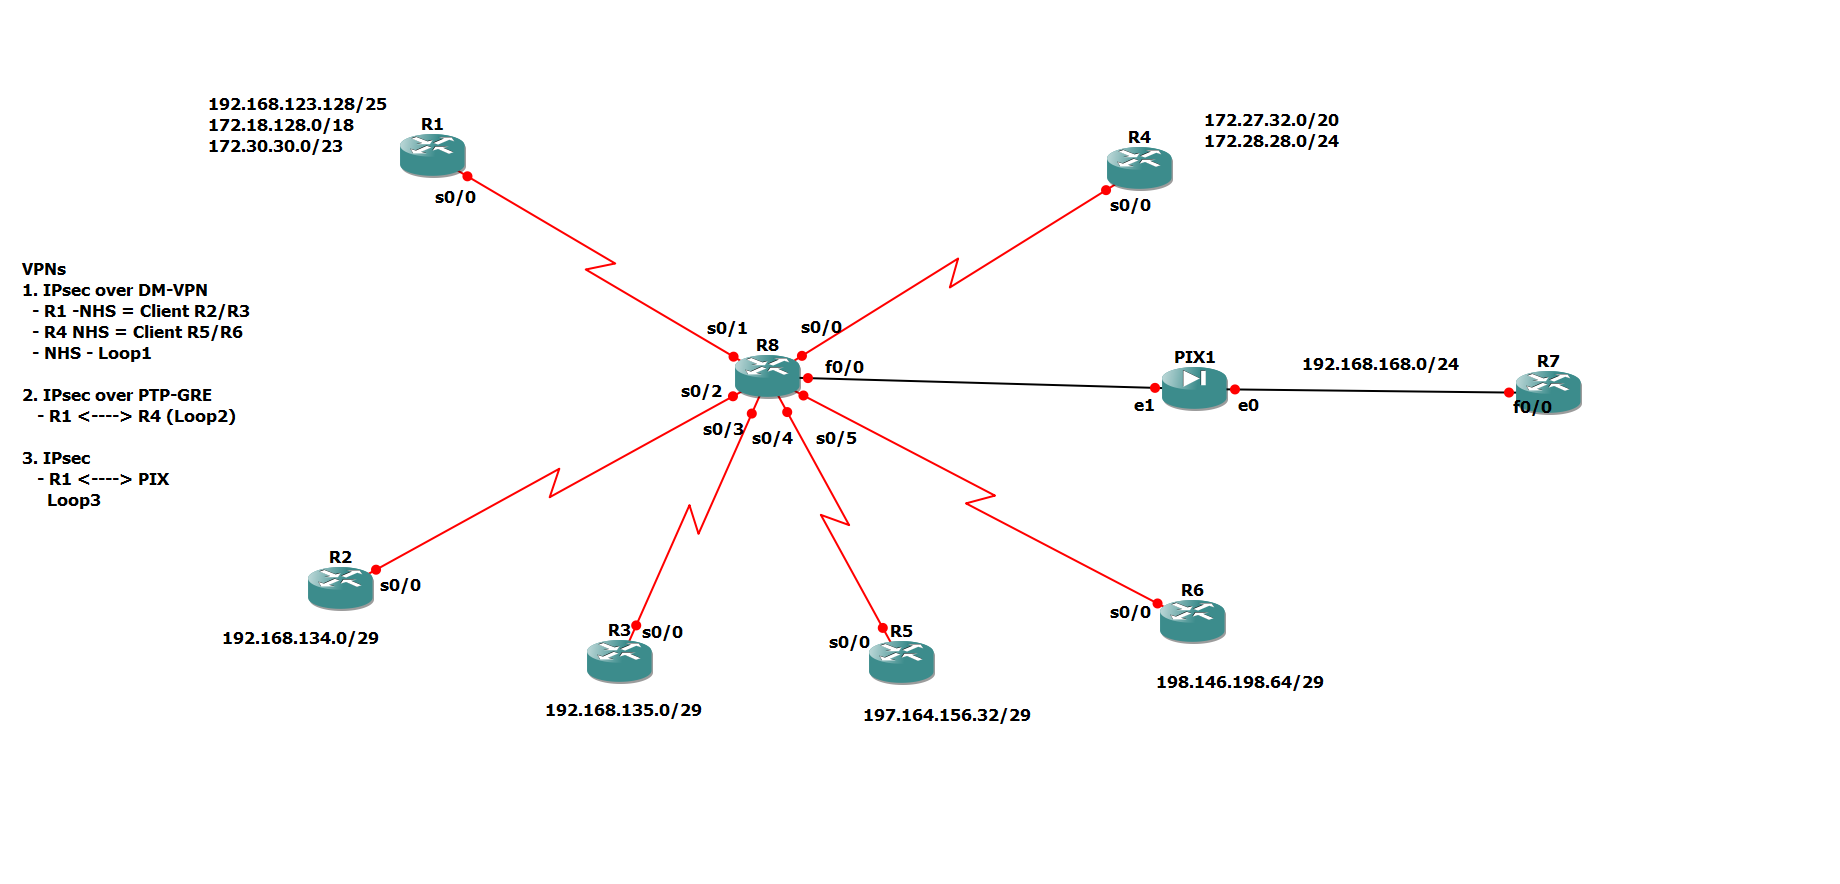 192.168.123.128/25
172.18.128.0/18
172.30.30.0/23
R1
s0/0
172.27.32.0/20
172.28.28.0/24
R4
s0/0
VPNs
1. IPsec over DM-VPN
- R1 -NHS = Client R2/R3
- R4 NHS = Client R5/R6
- NHS - Loop1
2. IPsec over PTP-GRE
- R1 <----> R4 (Loop2)
3. IPsec
- R1 <----> PIX
Loop3
s0/1
s0/0
R8
f0/0
s0/2
s0/3
s0/4
s0/5
PIX1
e1
e0
192.168.168.0/24
R7
f0/0
R2
s0/0
192.168.134.0/29
R3
s0/0
192.168.135.0/29
R5
s0/0
197.164.156.32/29
R6
s0/0
198.146.198.64/29